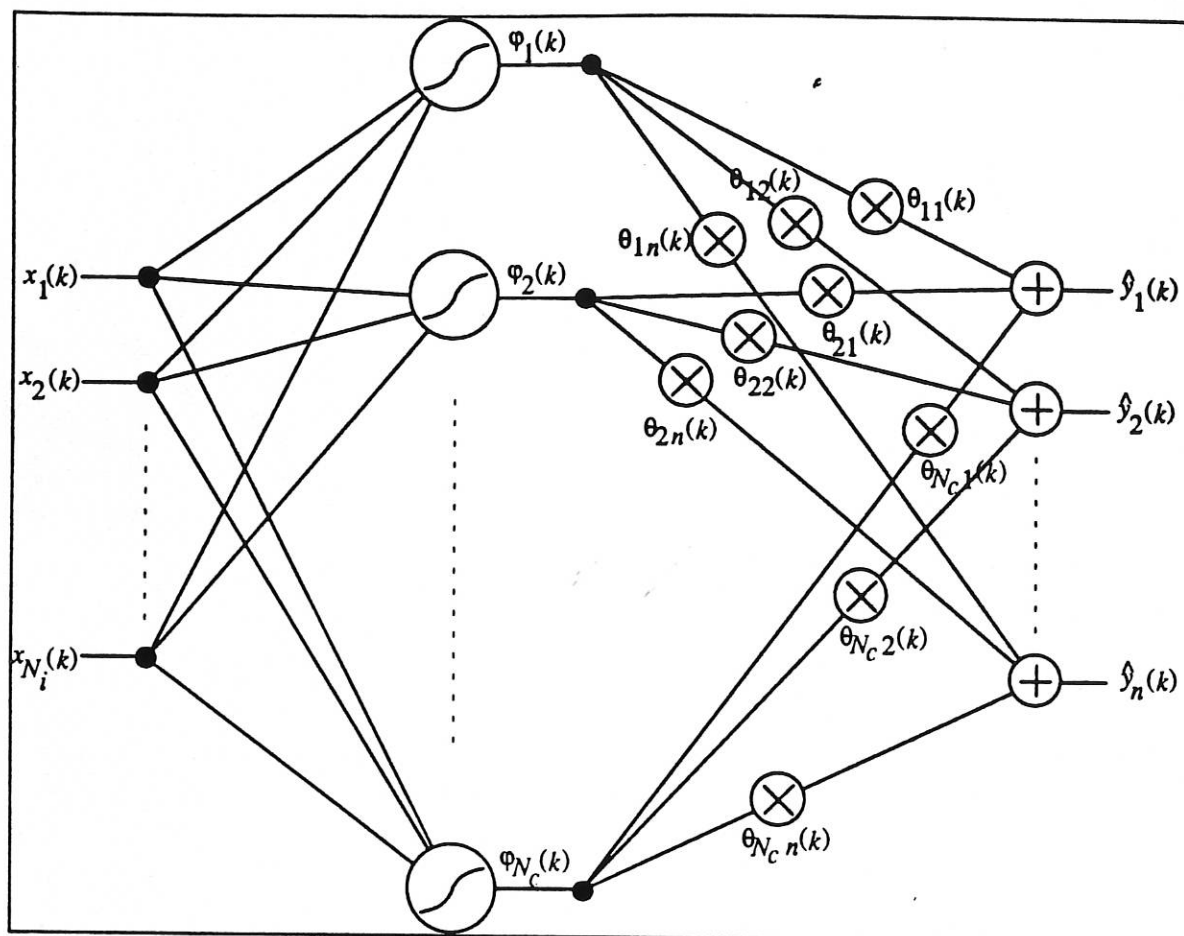 φ1(k)
θ12(k)
θ11(k)
θ1n(k)
x1(k)
φ2(k)
ŷ1(k)
θ21(k)
x2(k)
θ22(k)
ŷ2(k)
θ2n(k)
θNc1(k)
θNc2(k)
xNi(k)
ŷn(k)
θNcn(k)
φNc(k)